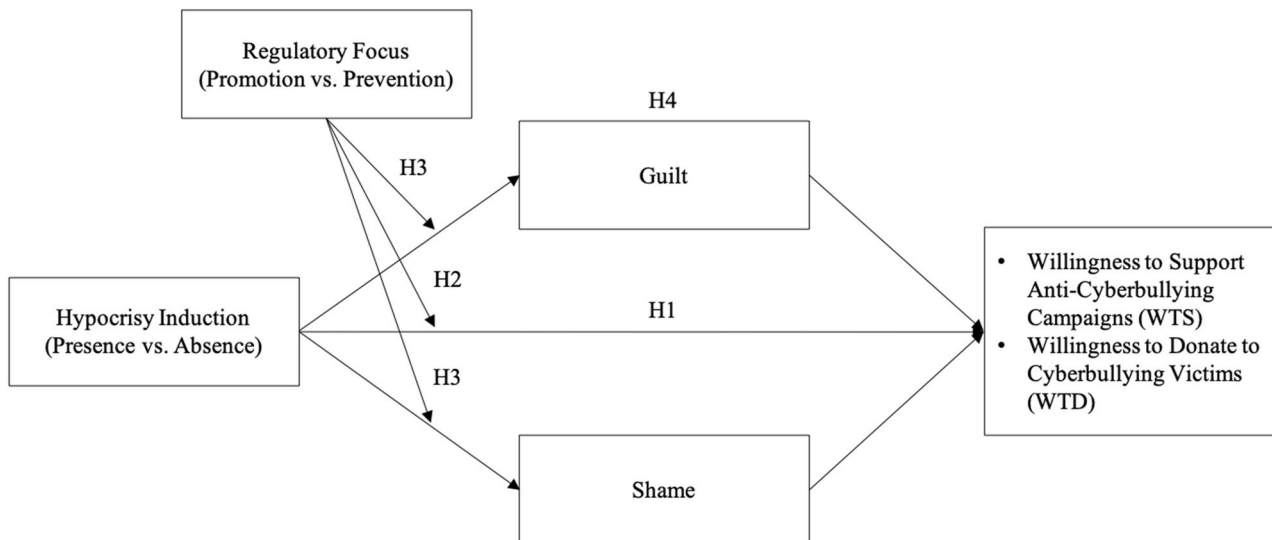 Regulatory Focus
(Promotion vs. Prevention)
H4
H3
Guilt
H2
Hypocrisy Induction
(Presence vs. Absence)
H1
• Willingness to Support
Anti-Cyberbullying
Campaigns (WTS)
• Willingness to Donate to
Cyberbullying Victims
(WTD)
H3
Shame